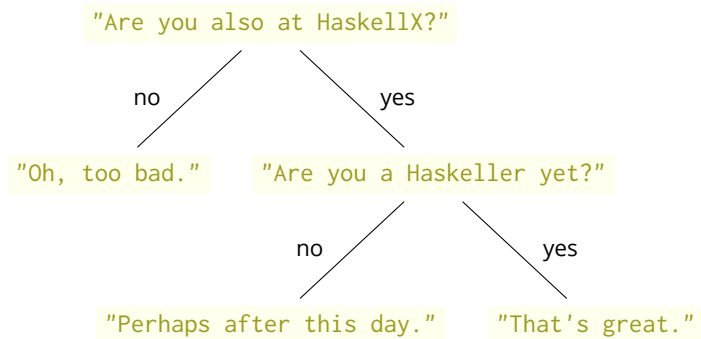 "Are you also at HaskellX?"
no
yes
"Oh, too bad."
"Are you a Haskeller yet?"
no
yes
"Perhaps after this day."
"That's great."